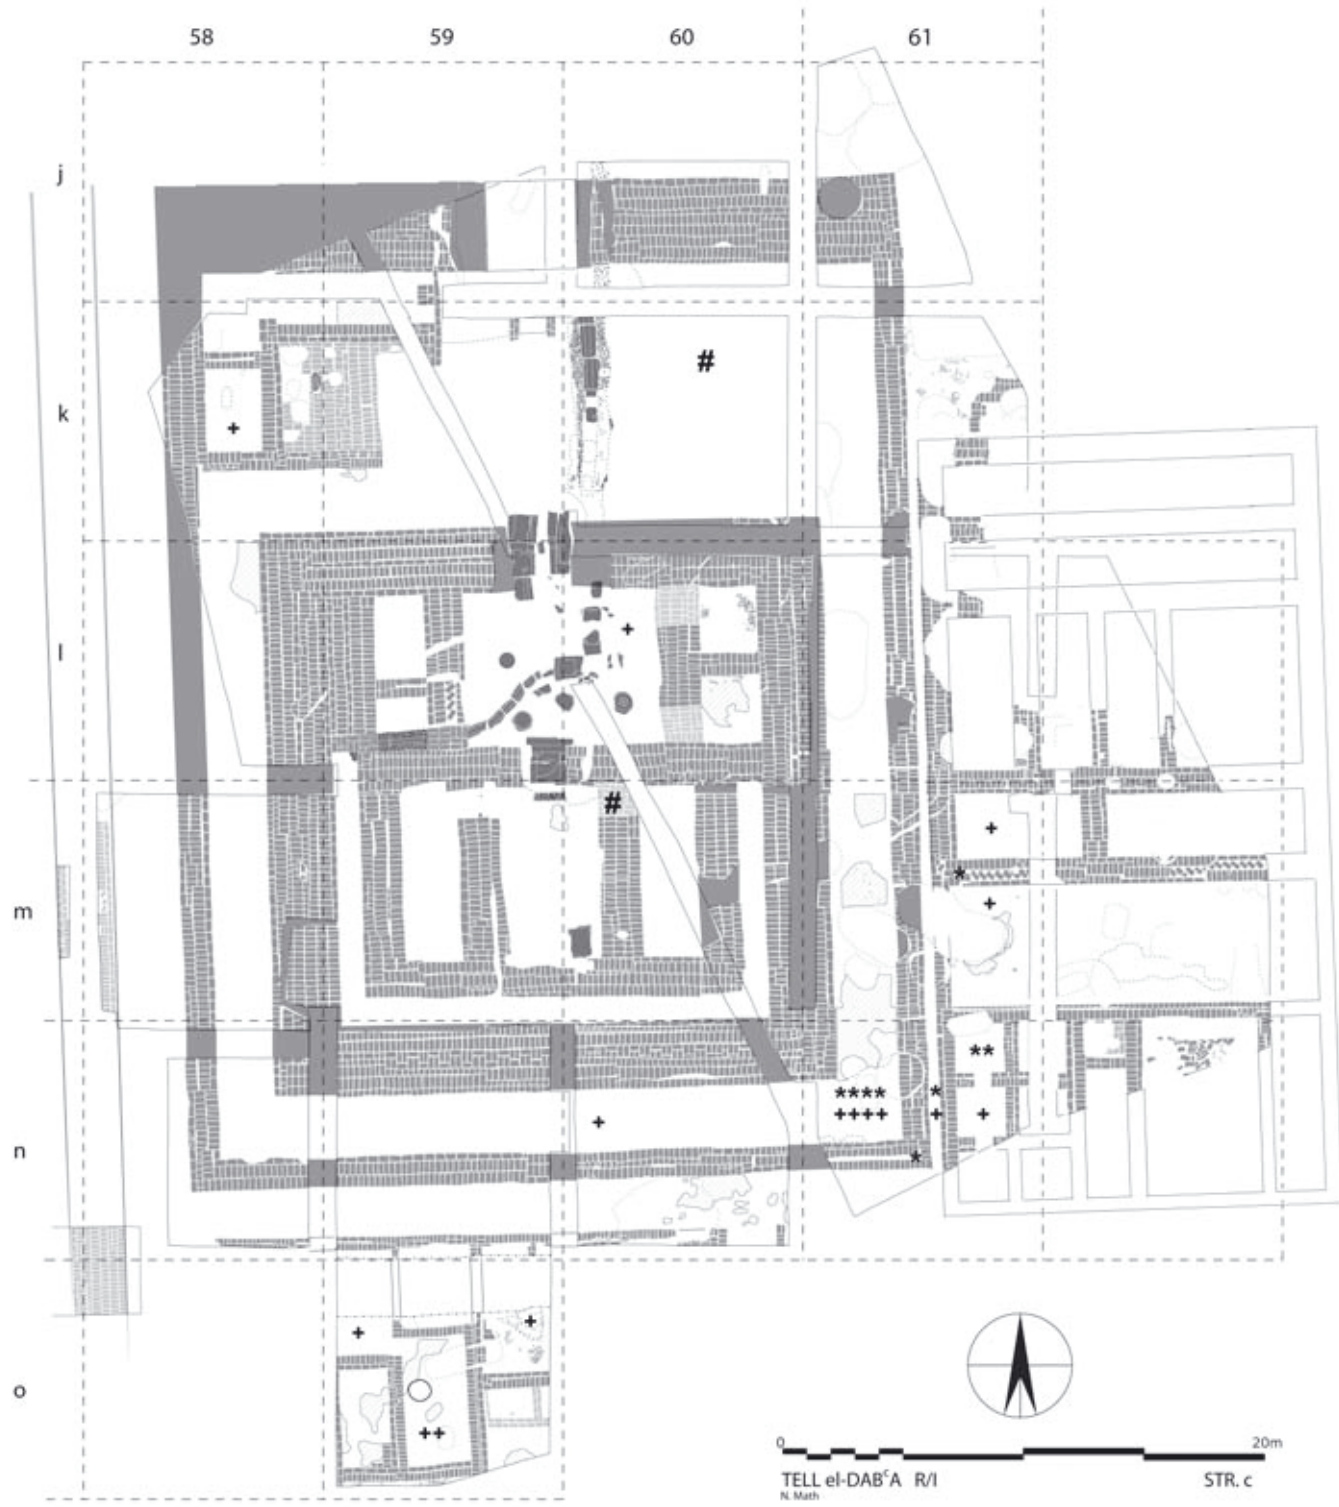 58 59 60 61
j
k
#
+
l
+
#
+
m
*
+
**
**** *
++++ + +
+
n
*
+
+
o
++
0 20m
TELL el-DABᶜA R/I STR. c
N. Math